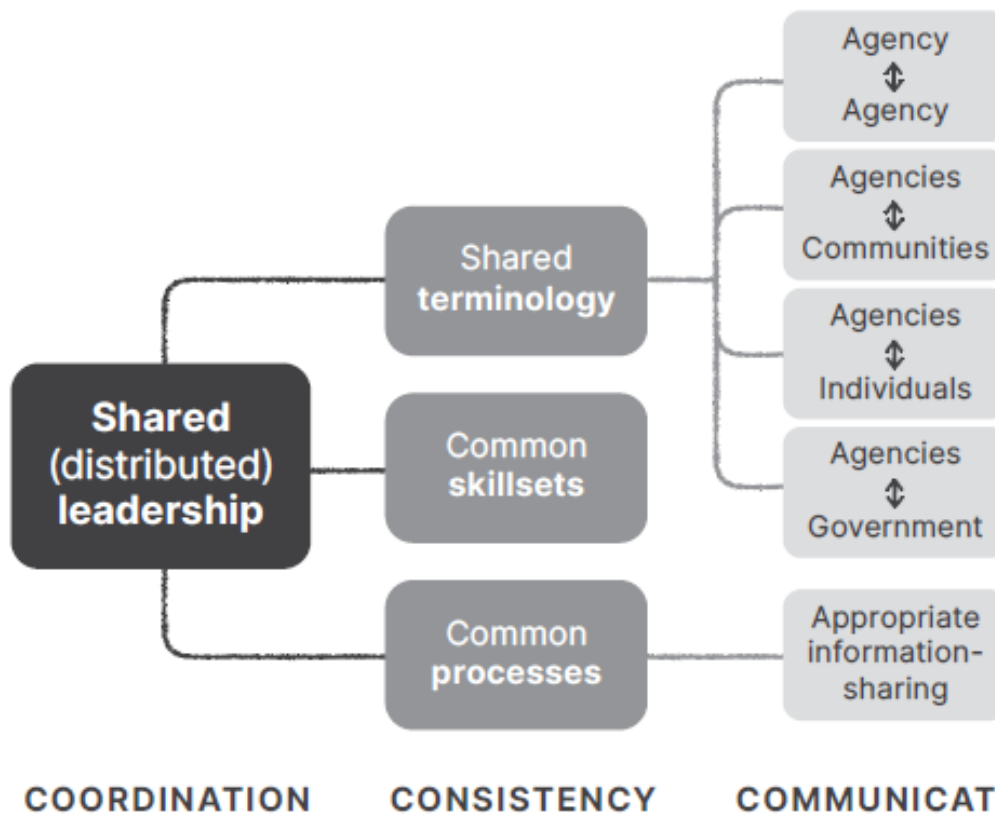 Agency
↕
Agency
Agencies
↕
Communities
Shared
terminology
Agencies
↕
Individuals
Shared
(distributed)
leadership
Common
skillsets
Agencies
↕
Government
Common
processes
Appropriate
information-
sharing
COORDINATION
CONSISTENCY
COMMUNICAT